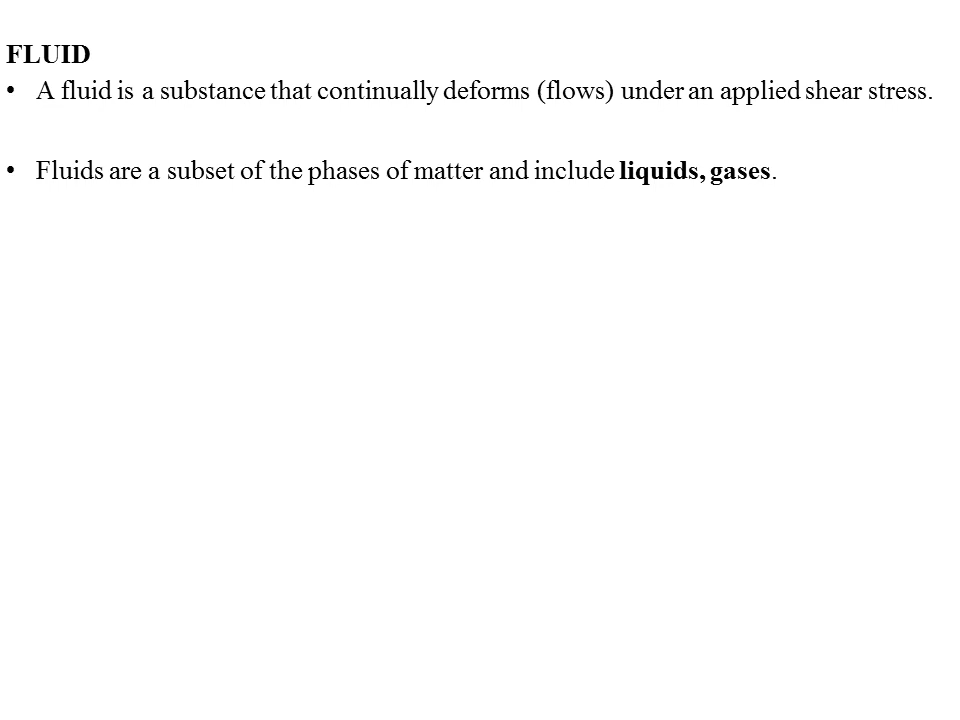 FLUID
• A fluid is a substance that continually deforms (flows) under an applied shear stress.
• Fluids are a subset of the phases of matter and include liquids, gases.